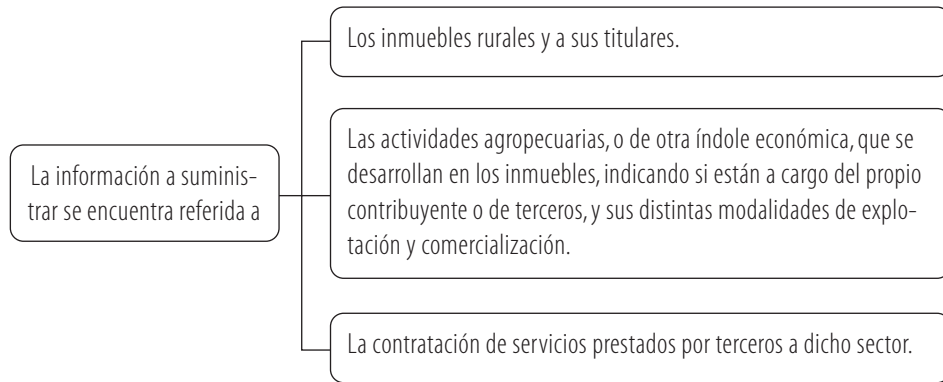 La información a suminis-
trar se encuentra referida a
Los inmuebles rurales y a sus titulares.
Las actividades agropecuarias, o de otra índole económica, que se
desarrollan en los inmuebles, indicando si están a cargo del propio
contribuyente o de terceros, y sus distintas modalidades de explo-
tación y comercialización.
La contratación de servicios prestados por terceros a dicho sector.